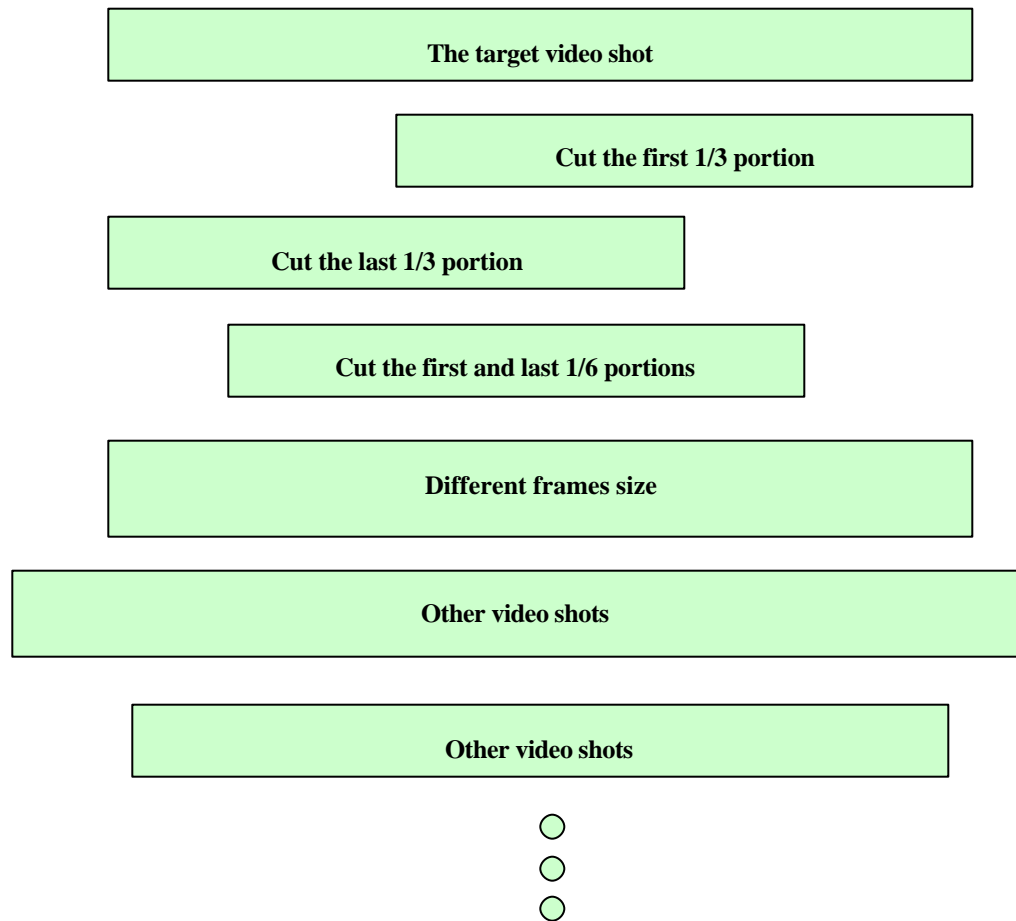 The target video shot
Cut the first 1/3 portion
Cut the last 1/3 portion
Cut the first and last 1/6 portions
Different frames size
Other video shots
Other video shots